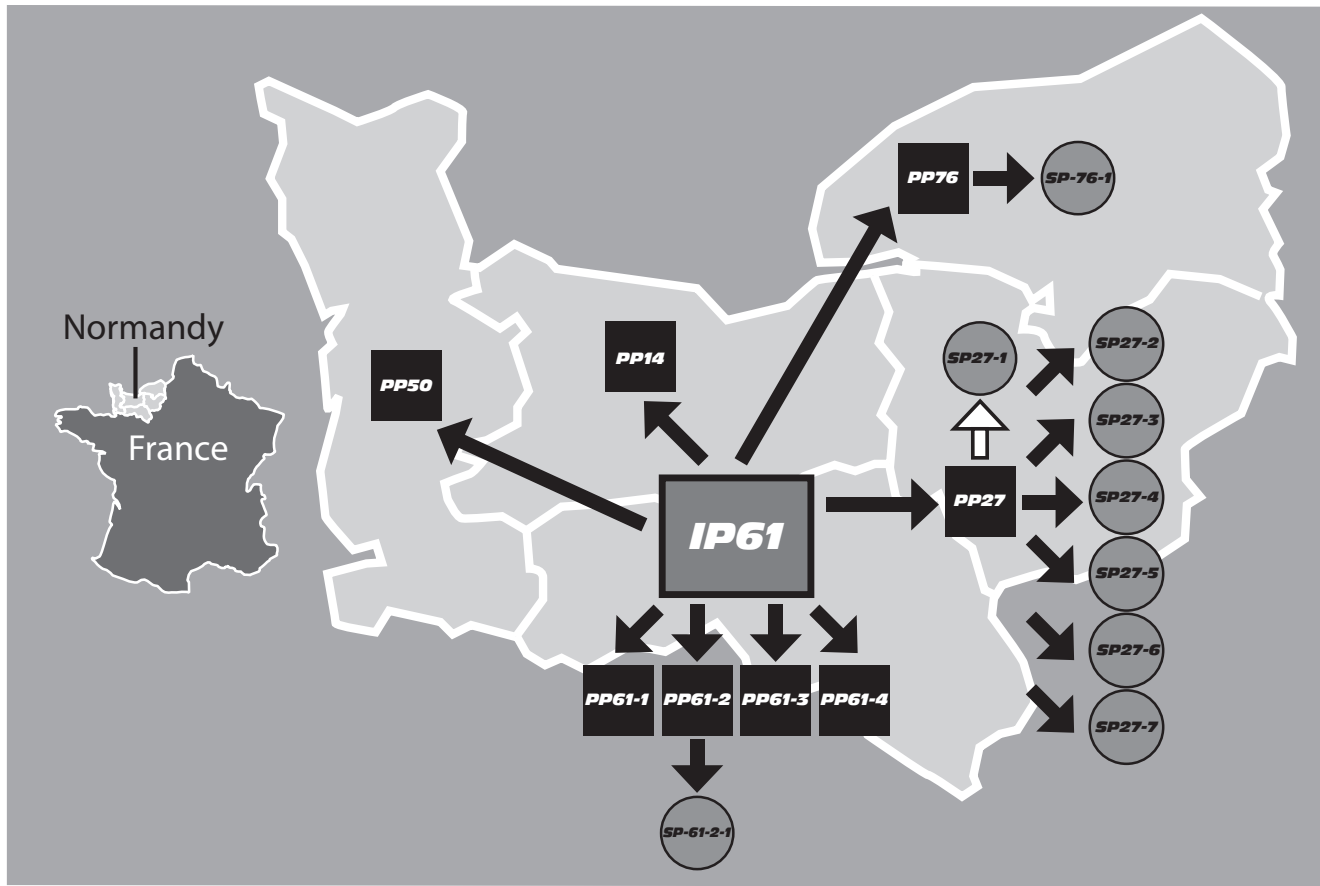 PP76
SP-76-1
Normandy
France
PP50
PP14
SP27-1
SP27-2
SP27-3
PP27
SP27-4
IP61
SP27-5
SP27-6
PP61-1
PP61-2
PP61-3
PP61-4
SP27-7
SP-61-2-1